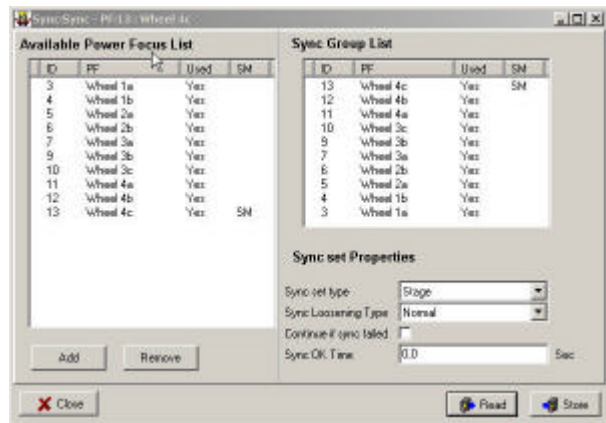 Sync Sync - PF-13 : Wheel 4c
Available Power Focus List
ID PF Used SM
3 Wheel 1a Yes
4 Wheel 1b Yes
5 Wheel 2a Yes
6 Wheel 2b Yes
7 Wheel 3a Yes
9 Wheel 3b Yes
10 Wheel 3c Yes
11 Wheel 4a Yes
12 Wheel 4b Yes
13 Wheel 4c Yes SM
Add
Remove
Sync Group List
ID PF Used SM
13 Wheel 4c Yes SM
12 Wheel 4b Yes
11 Wheel 4a Yes
10 Wheel 3c Yes
9 Wheel 3b Yes
7 Wheel 3a Yes
6 Wheel 2b Yes
5 Wheel 2a Yes
4 Wheel 1b Yes
3 Wheel 1a Yes
Sync set Properties
Sync set type Stage
Sync Loosening Type Normal
Continue if sync failed
Sync OK Time 0.0 Sec
Close
Read
Store